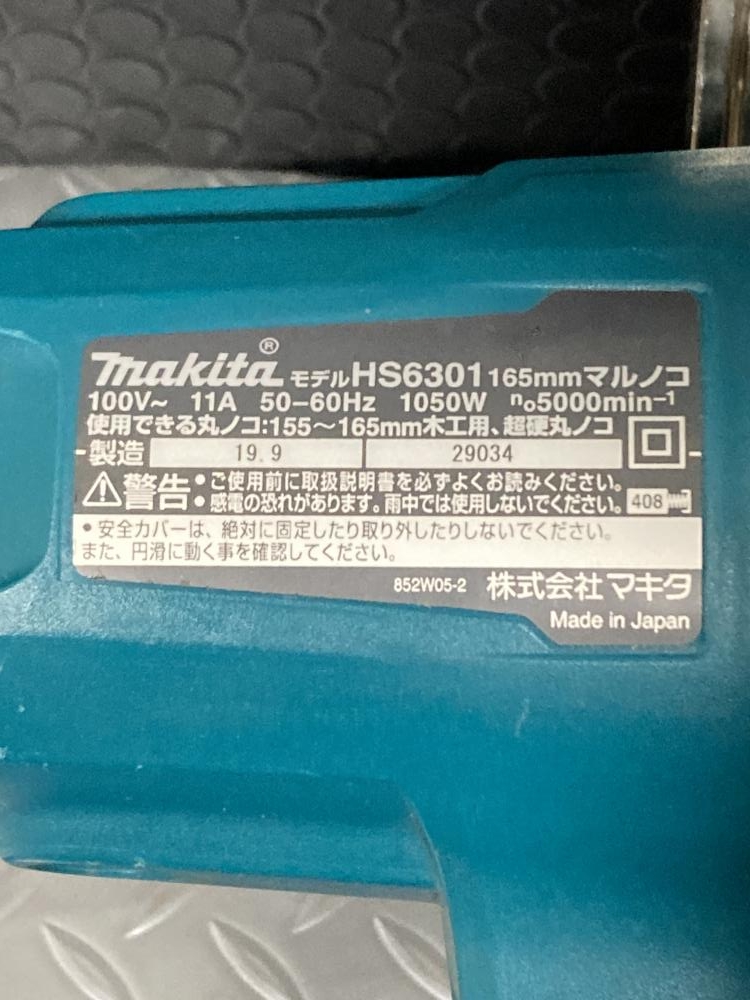 makita® モデルHS6301 165mmマルノコ
100V~ 11A 50-60Hz 1050W n₀5000min⁻¹
使用できる丸ノコ:155~165mm木工用、超硬丸ノコ
製造 19. 9 29034
警告 • ご使用前に取扱説明書を必ずよくお読みください。
• 感電の恐れがあります。雨中では使用しないでください。 408
• 安全カバーは、絶対に固定したり取り外したりしないでください。
また、円滑に動く事を確認してください。
852W05-2 株式会社マキタ
Made in Japan